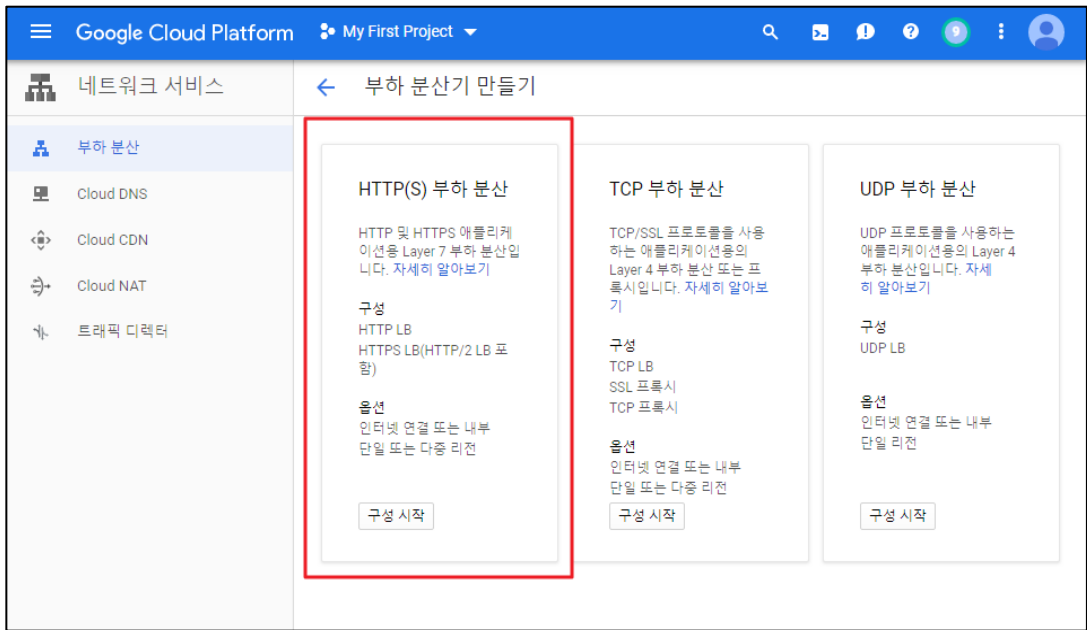 Google Cloud Platform
My First Project
9
네트워크 서비스
부하 분산기 만들기
부하 분산
Cloud DNS
Cloud CDN
Cloud NAT
트래픽 디렉터
HTTP(S) 부하 분산
HTTP 및 HTTPS 애플리케
이션용 Layer 7 부하 분산입
니다. 자세히 알아보기
구성
HTTP LB
HTTPS LB(HTTP/2 LB 포
함)
옵션
인터넷 연결 또는 내부
단일 또는 다중 리전
구성 시작
TCP 부하 분산
TCP/SSL 프로토콜을 사용
하는 애플리케이션용의
Layer 4 부하 분산 또는 프
록시입니다. 자세히 알아보
기
구성
TCP LB
SSL 프록시
TCP 프록시
옵션
인터넷 연결 또는 내부
단일 또는 다중 리전
구성 시작
UDP 부하 분산
UDP 프로토콜을 사용하는
애플리케이션용의 Layer 4
부하 분산입니다. 자세
히 알아보기
구성
UDP LB
옵션
인터넷 연결 또는 내부
단일 리전
구성 시작